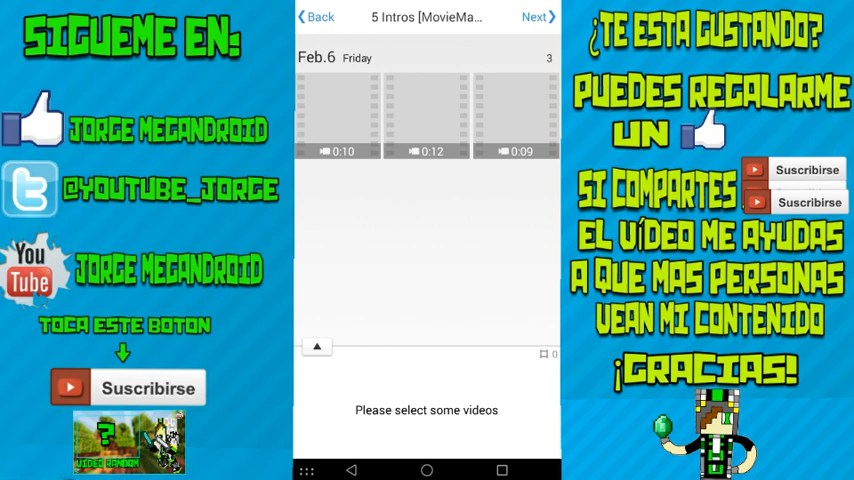 SIGUEME EN:
JORGE MEGANDROID
@YOUTUBE_JORGE
You
Tube
JORGE MEGANDROID
TOCA ESTE BOTON
Suscribirse
?
VIDEO RANDOM
Back
5 Intros [MovieMa...
Next
Feb.6 Friday
3
0:10
0:12
0:09
0
Please select some videos
¿TE ESTA GUSTANDO?
PUEDES REGALARME
UN
SI COMPARTES
Suscribirse
Suscribirse
EL VÍDEO ME AYUDAS
A QUE MAS PERSONAS
VEAN MI CONTENIDO
¡GRACIAS!